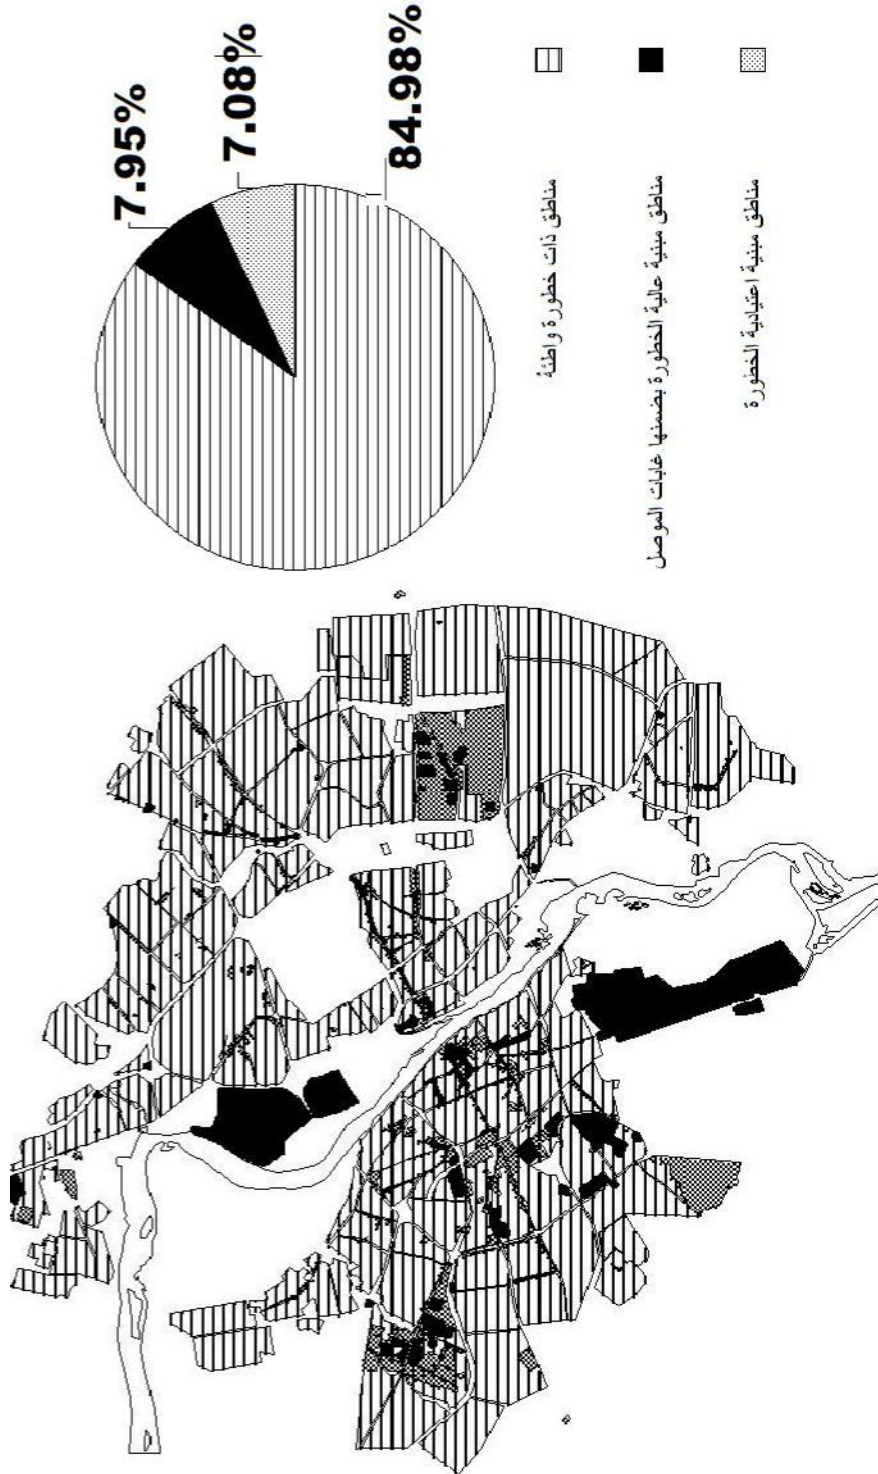 7.95%
7.08%
84.98%
مناطق ذات خطورة واطئة
مناطق مبنية عالية الخطورة بضمنها غابات الموصل
مناطق مبنية اعتيادية الخطورة